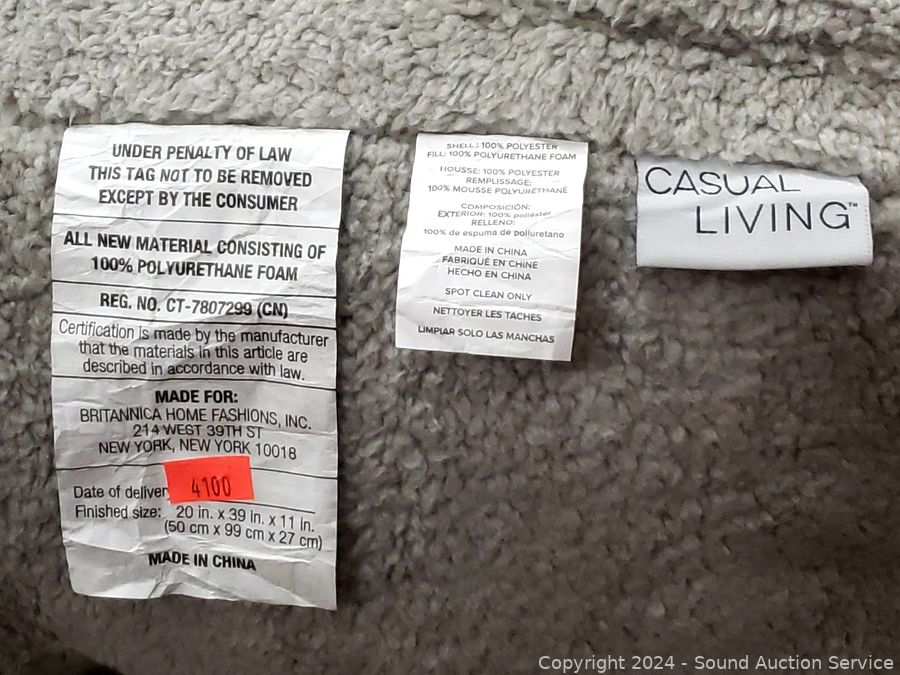 UNDER PENALTY OF LAW
THIS TAG NOT TO BE REMOVED
EXCEPT BY THE CONSUMER
ALL NEW MATERIAL CONSISTING OF
100% POLYURETHANE FOAM
REG. NO. CT-7807299 (CN)
Certification is made by the manufacturer
that the materials in this article are
described in accordance with law.
MADE FOR:
BRITANNICA HOME FASHIONS, INC.
214 WEST 39TH ST
NEW YORK, NEW YORK 10018
Date of deliver
4100
Finished size: 20 in. x 39 in. x 11 in.
(50 cm x 99 cm x 27 cm)
MADE IN CHINA
SHELL: 100% POLYESTER
FILL: 100% POLYURETHANE FOAM
HOUSSE: 100% POLYESTER
REMPLISSAGE:
100% MOUSSE POLYURÉTHANE
COMPOSICIÓN:
EXTERIOR: 100% poliéster
RELLENO:
100% de espuma de poliuretano
MADE IN CHINA
FABRIQUÉ EN CHINE
HECHO EN CHINA
SPOT CLEAN ONLY
NETTOYER LES TACHES
LIMPIAR SOLO LAS MANCHAS
CASUAL
LIVING™
Copyright © 2024 - Sound Auction Service